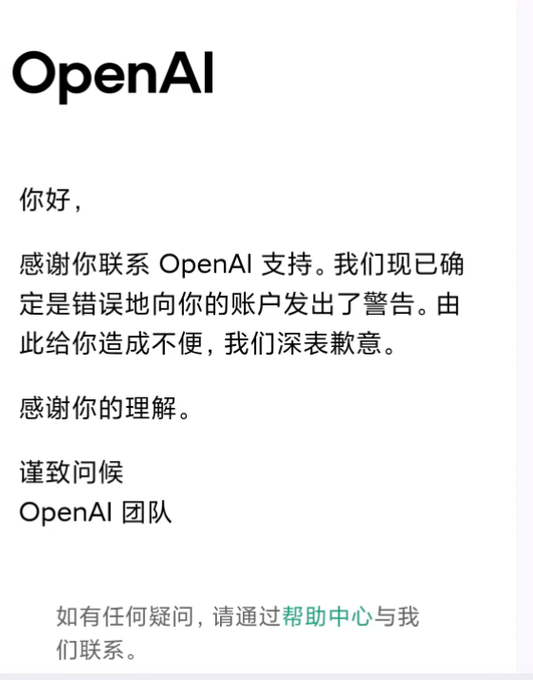 OpenAI
你好，
感谢你联系 OpenAI 支持。我们现已确
定是错误地向你的账户发出了警告。由
此给你造成不便，我们深表歉意。
感谢你的理解。
谨致问候
OpenAI 团队
如有任何疑问，请通过帮助中心与我
们联系。